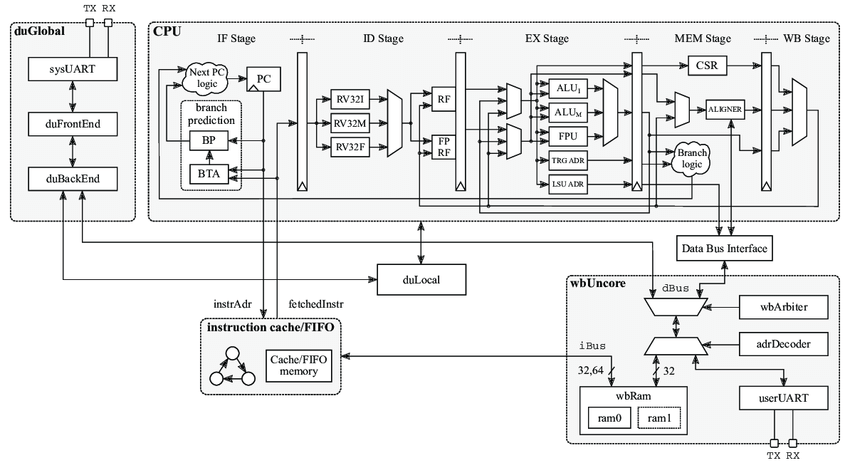 TX RX
duGlobal
sysUART
duFrontEnd
duBackEnd
CPU
IF Stage
ID Stage
EX Stage
MEM Stage
WB Stage
Next PC
logic
PC
branch
prediction
BP
BTA
RV32I
RV32M
RV32F
RF
FP
RF
ALUI
ALUM
FPU
TRG ADR
LSU ADR
CSR
ALIGNER
Branch
logic
Data Bus Interface
duLocal
instrAdr
fetchedInstr
instruction cache/FIFO
Cache/FIFO
memory
wbUncore
dBus
wbArbiter
adrDecoder
iBus
32,64
32
wbRam
ram0
ram1
userUART
TX RX